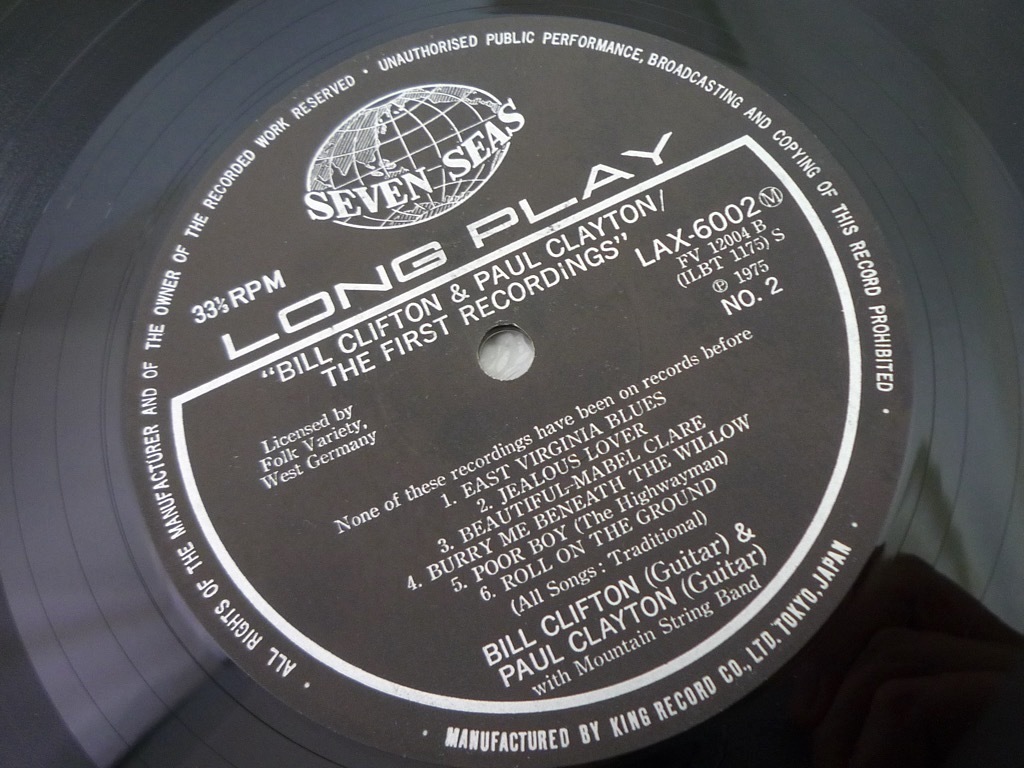 ALL RIGHTS OF THE MANUFACTURER AND OF THE OWNER OF THE RECORDED WORK RESERVED · UNAUTHORISED PUBLIC PERFORMANCE, BROADCASTING AND COPYING OF THIS RECORD PROHIBITED ·
SEVEN SEAS
33⅓ RPM
LONG PLAY
"BILL CLIFTON & PAUL CLAYTON/
THE FIRST RECORDiNGS"
LAX-6002 Ⓜ
FV 12004 B
(ILBT 1175) S
Ⓟ 1975
NO. 2
Licensed by
Folk Variety,
West Germany
None of these recordings have been on records before
1. EAST VIRGINIA BLUES
2. JEALOUS LOVER
3. BEAUTIFUL-MABEL CLARE
4. BURRY ME BENEATH THE WILLOW
5. POOR BOY (The Highwayman)
6. ROLL ON THE GROUND
(All Songs: Traditional)
BILL CLIFTON (Guitar) &
PAUL CLAYTON (Guitar)
with Mountain String Band
· MANUFACTURED BY KING RECORD CO., LTD. TOKYO, JAPAN ·